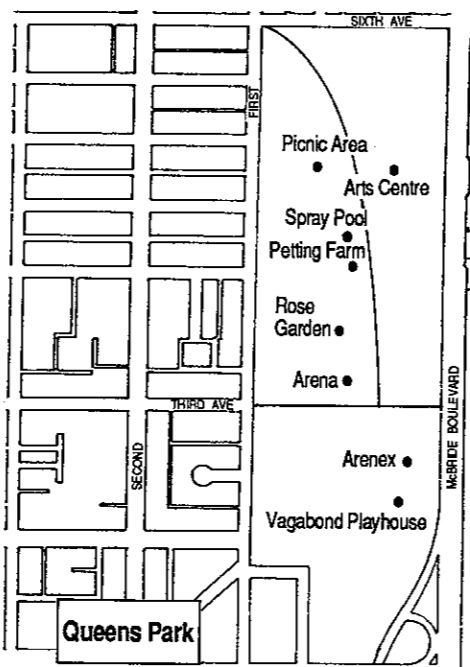 SIXTH AVE
FIRST
Picnic Area
Arts Centre
Spray Pool
Petting Farm
Rose
Garden
Arena
THIRD AVE
McBRIDE BOULEVARD
SECOND
Arenex
Vagabond Playhouse
Queens Park